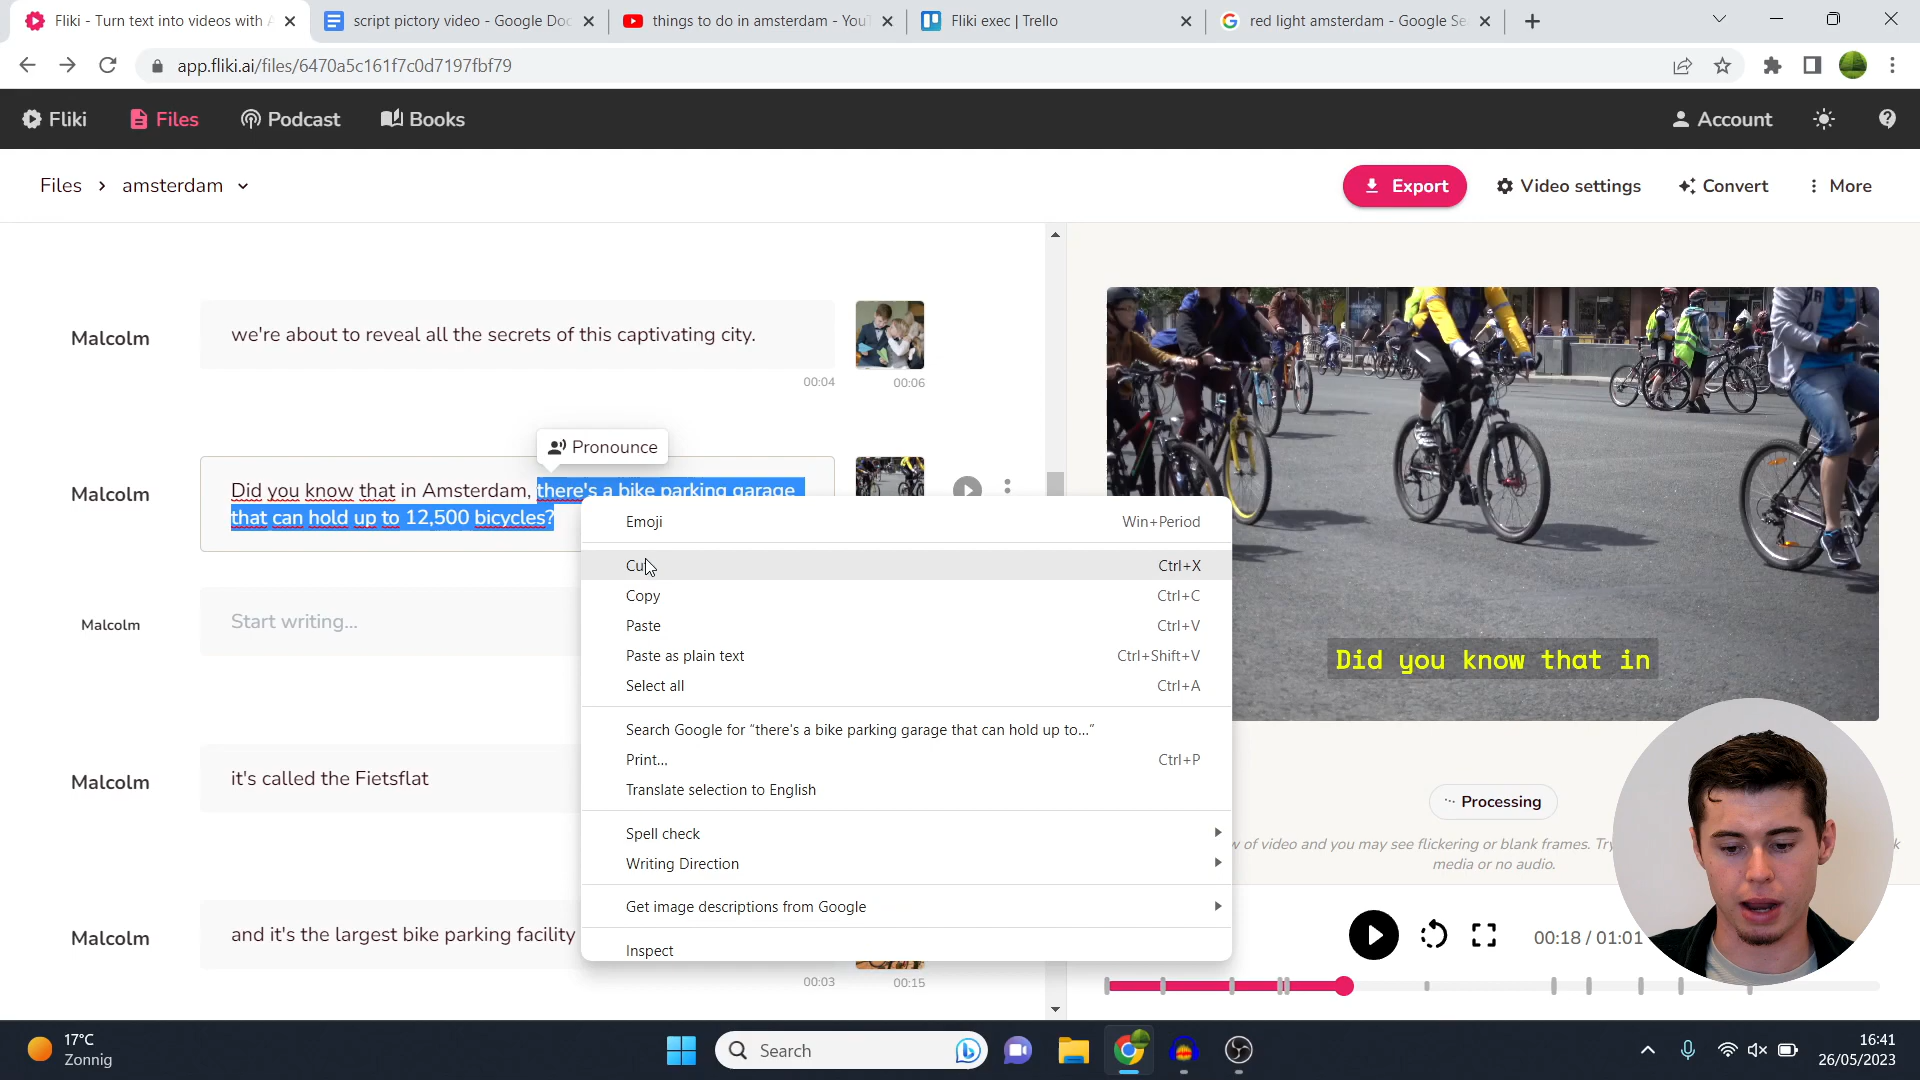 Fliki - Turn text into videos with A
script pictory video - Google Doc
things to do in amsterdam - YouT
Fliki exec | Trello
red light amsterdam - Google Se
app.fliki.ai/files/6470a5c161f7c0d7197fbf79
Fliki
Files
Podcast
Books
Account
Files > amsterdam
Export
Video settings
Convert
More
Malcolm
we're about to reveal all the secrets of this captivating city.
00:04
00:06
Pronounce
Malcolm
Did you know that in Amsterdam, there's a bike parking garage
that can hold up to 12,500 bicycles?
Emoji Win+Period
Cut Ctrl+X
Copy Ctrl+C
Paste Ctrl+V
Paste as plain text Ctrl+Shift+V
Select all Ctrl+A
Search Google for “there's a bike parking garage that can hold up to...”
Print... Ctrl+P
Translate selection to English
Spell check
Writing Direction
Get image descriptions from Google
Inspect
Malcolm
Start writing...
Malcolm
it's called the Fietsflat
Malcolm
and it's the largest bike parking facility
00:03
00:15
Did you know that in
Processing
w of video and you may see flickering or blank frames. Try
media or no audio.
00:18 / 01:01
17°C
Zonnig
Search
16:41
26/05/2023